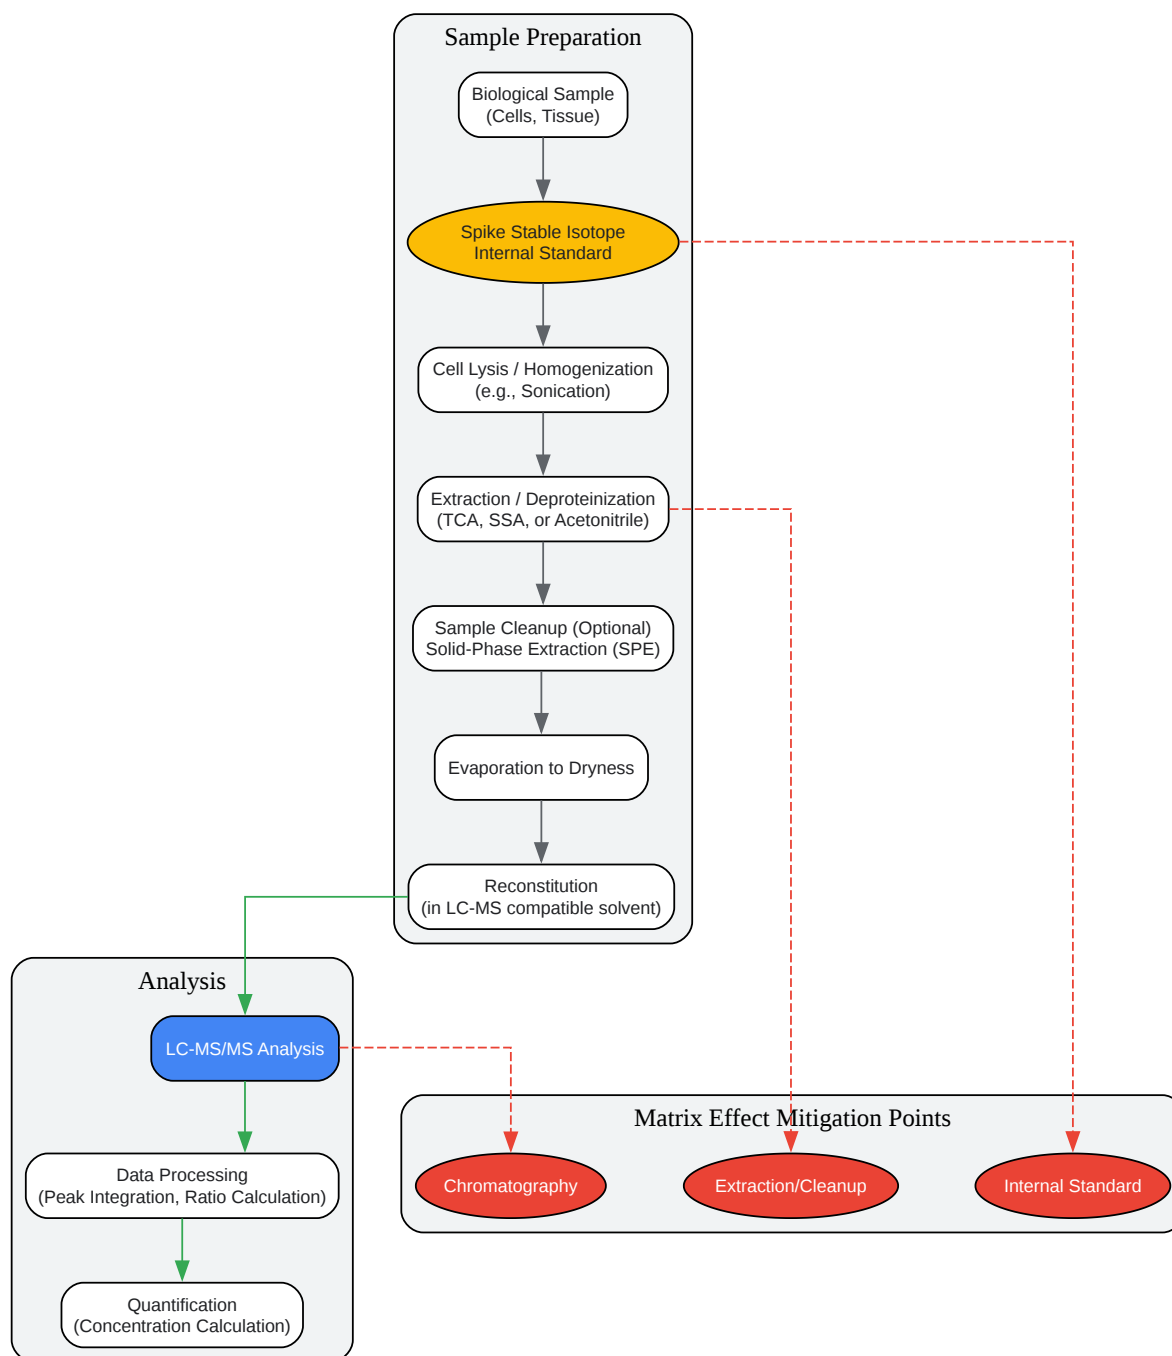 Sample Preparation
Biological Sample
(Cells, Tissue)
Spike Stable Isotope
Internal Standard
Cell Lysis / Homogenization
(e.g., Sonication)
Extraction / Deproteinization
(TCA, SSA, or Acetonitrile)
Sample Cleanup (Optional)
Solid-Phase Extraction (SPE)
Evaporation to Dryness
Reconstitution
(in LC-MS compatible solvent)
Analysis
LC-MS/MS Analysis
Data Processing
(Peak Integration, Ratio Calculation)
Quantification
(Concentration Calculation)
Matrix Effect Mitigation Points
Chromatography
Extraction/Cleanup
Internal Standard